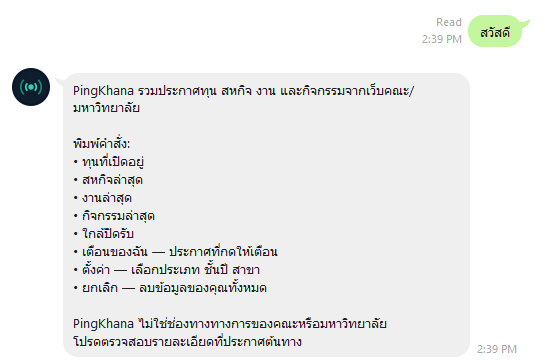 Read
2:39 PM
สวัสดี
PingKhana รวมประกาศทุน สหกิจ งาน และกิจกรรมจากเว็บคณะ/
มหาวิทยาลัย
พิมพ์คำสั่ง:
• ทุนที่เปิดอยู่
• สหกิจล่าสุด
• งานล่าสุด
• กิจกรรมล่าสุด
• ใกล้ปิดรับ
• เตือนของฉัน — ประกาศที่กดให้เตือน
• ตั้งค่า — เลือกประเภท ชั้นปี สาขา
• ยกเลิก — ลบข้อมูลของคุณทั้งหมด
PingKhana ไม่ใช่ช่องทางทางการของคณะหรือมหาวิทยาลัย
โปรดตรวจสอบรายละเอียดที่ประกาศต้นทาง
2:39 PM